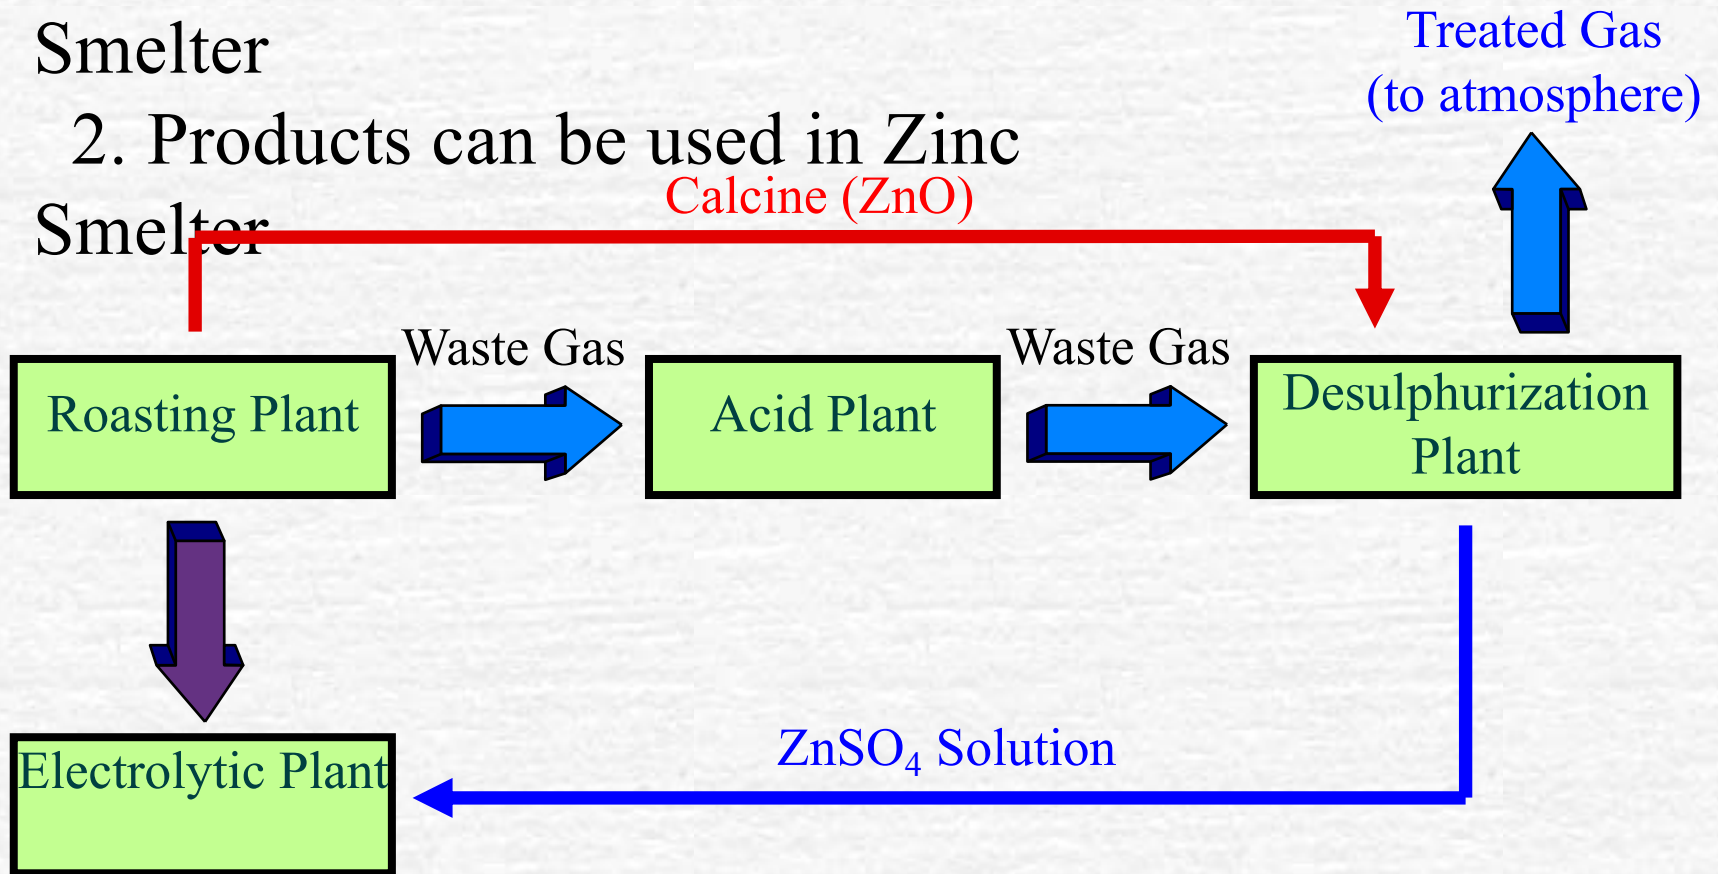 Smelter
2. Products can be used in Zinc
Smelter
Treated Gas
(to atmosphere)
Calcine (ZnO)
Waste Gas
Waste Gas
Roasting Plant
Acid Plant
Desulphurization
Plant
ZnSO₄ Solution
Electrolytic Plant